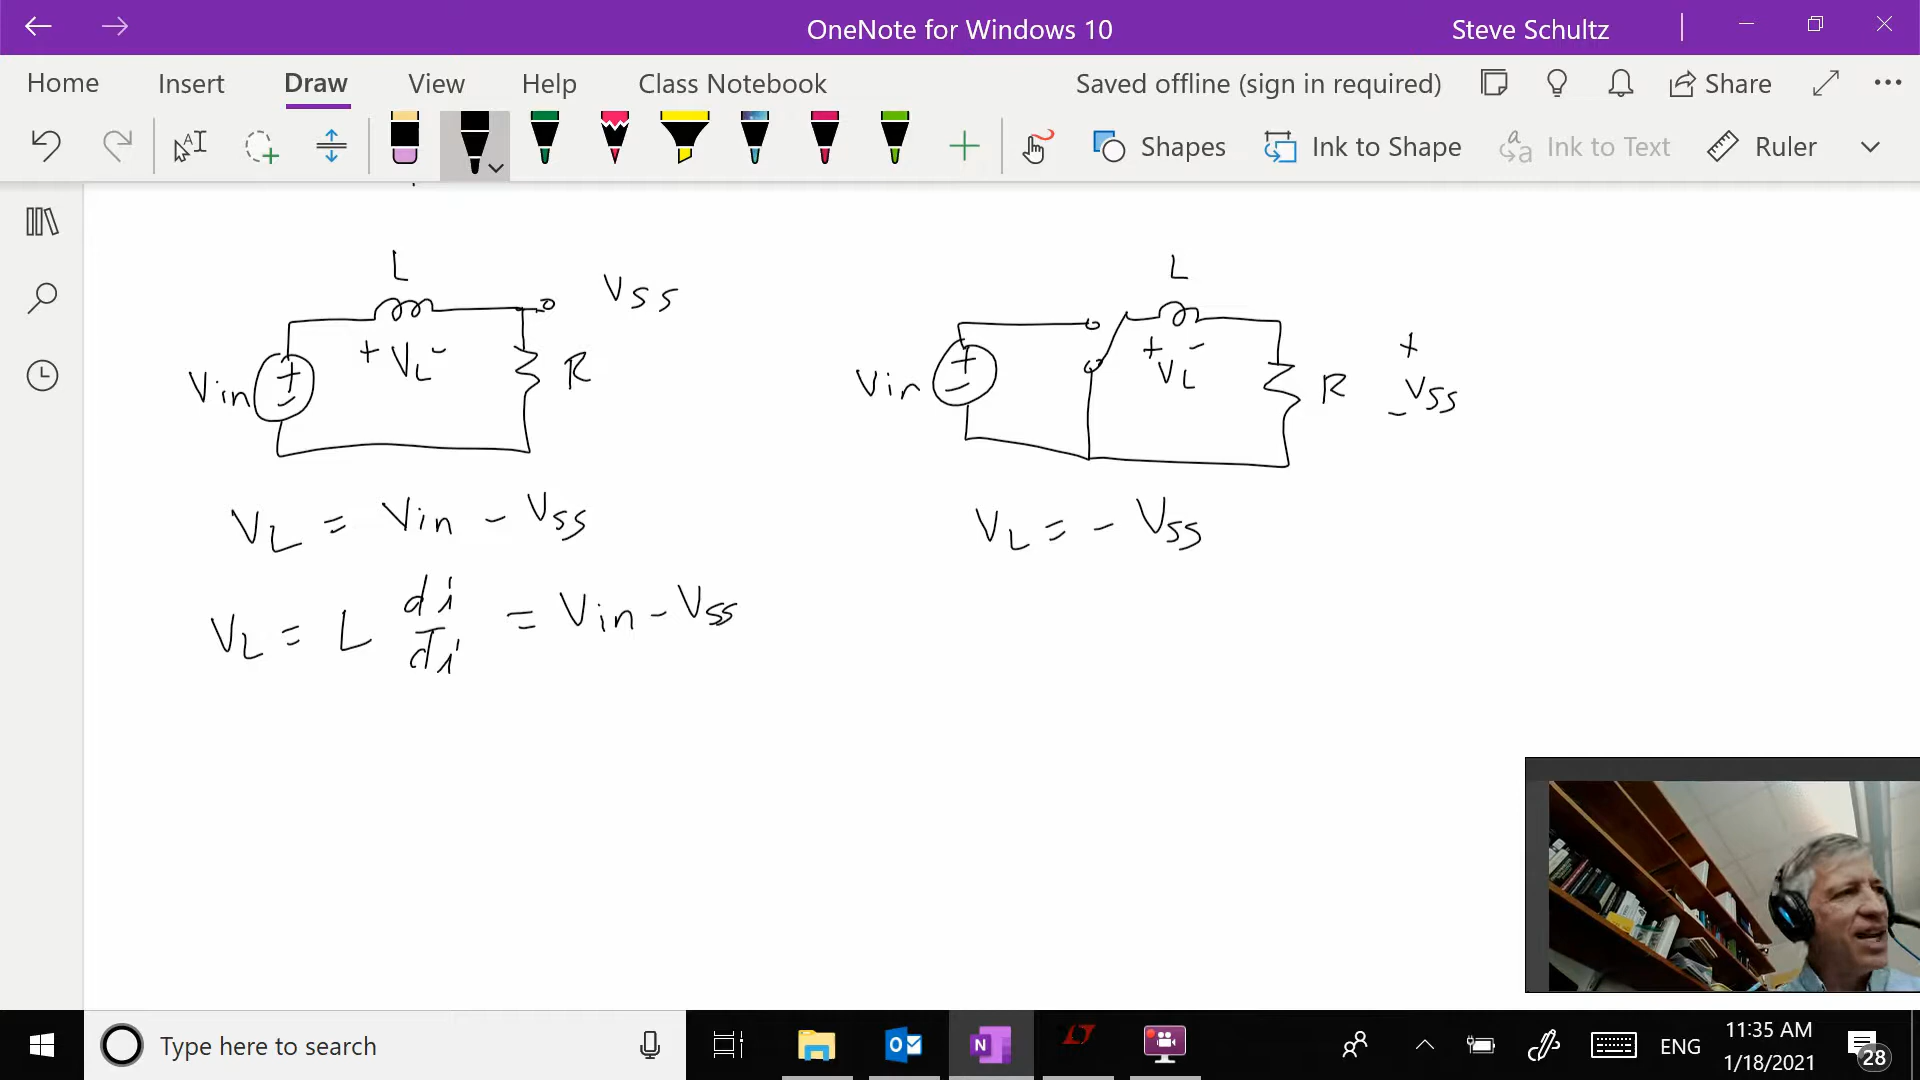 OneNote for Windows 10
Steve Schultz
Home Insert Draw View Help Class Notebook
Saved offline (sign in required) Share
Shapes Ink to Shape Ink to Text Ruler
L
Vss
Vin + VL - R
VL = Vin - Vss
VL = L di/di = Vin - Vss
L
Vin + VL - R + Vss -
VL = - Vss
Type here to search
ENG
11:35 AM
1/18/2021
28